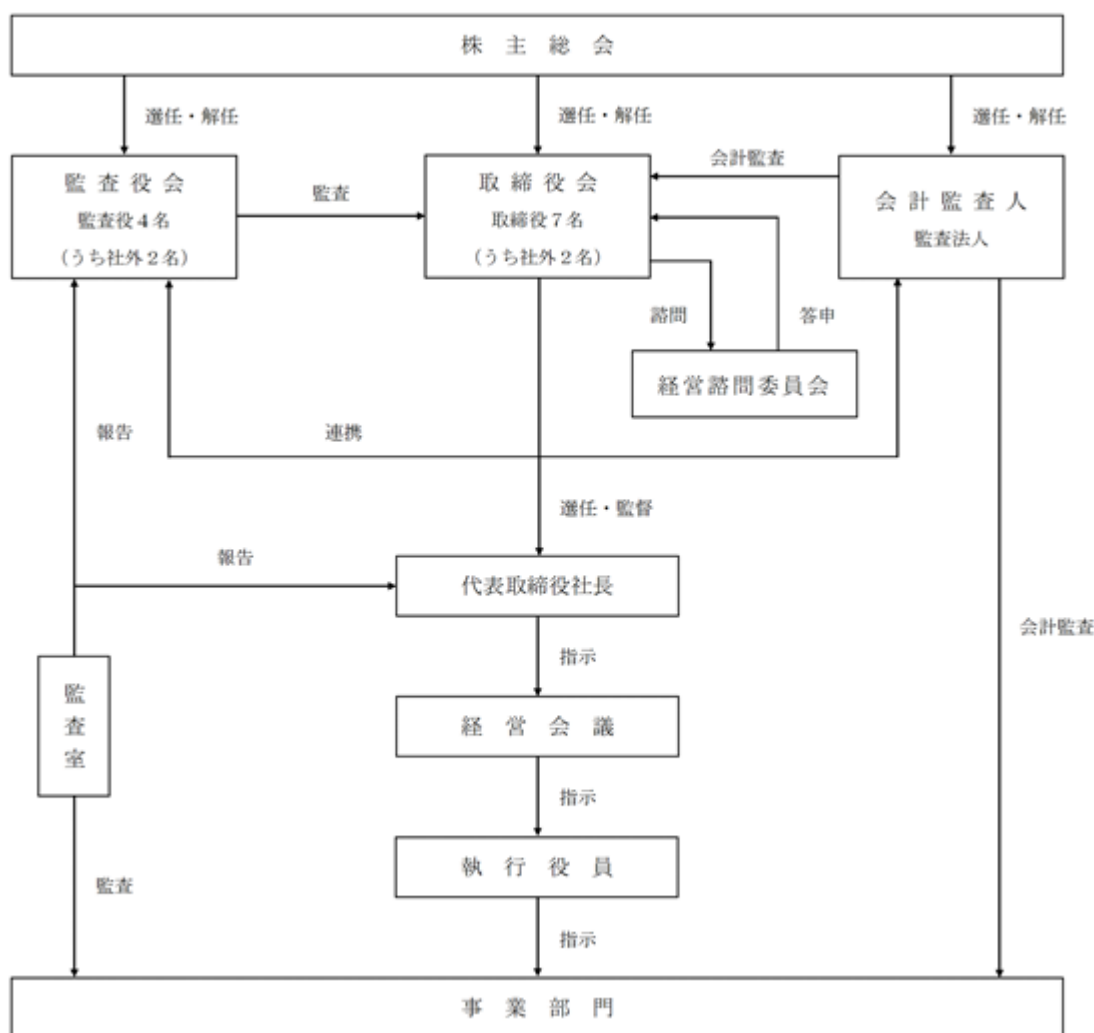 株主総会
選任・解任
選任・解任
選任・解任
監査役会
監査役4名
(うち社外2名)
監査
取締役会
取締役7名
(うち社外2名)
会計監査
会計監査人
監査法人
諮問
答申
経営諮問委員会
報告
連携
選任・監督
報告
代表取締役社長
会計監査
指示
監査室
経営会議
指示
執行役員
監査
指示
事業部門